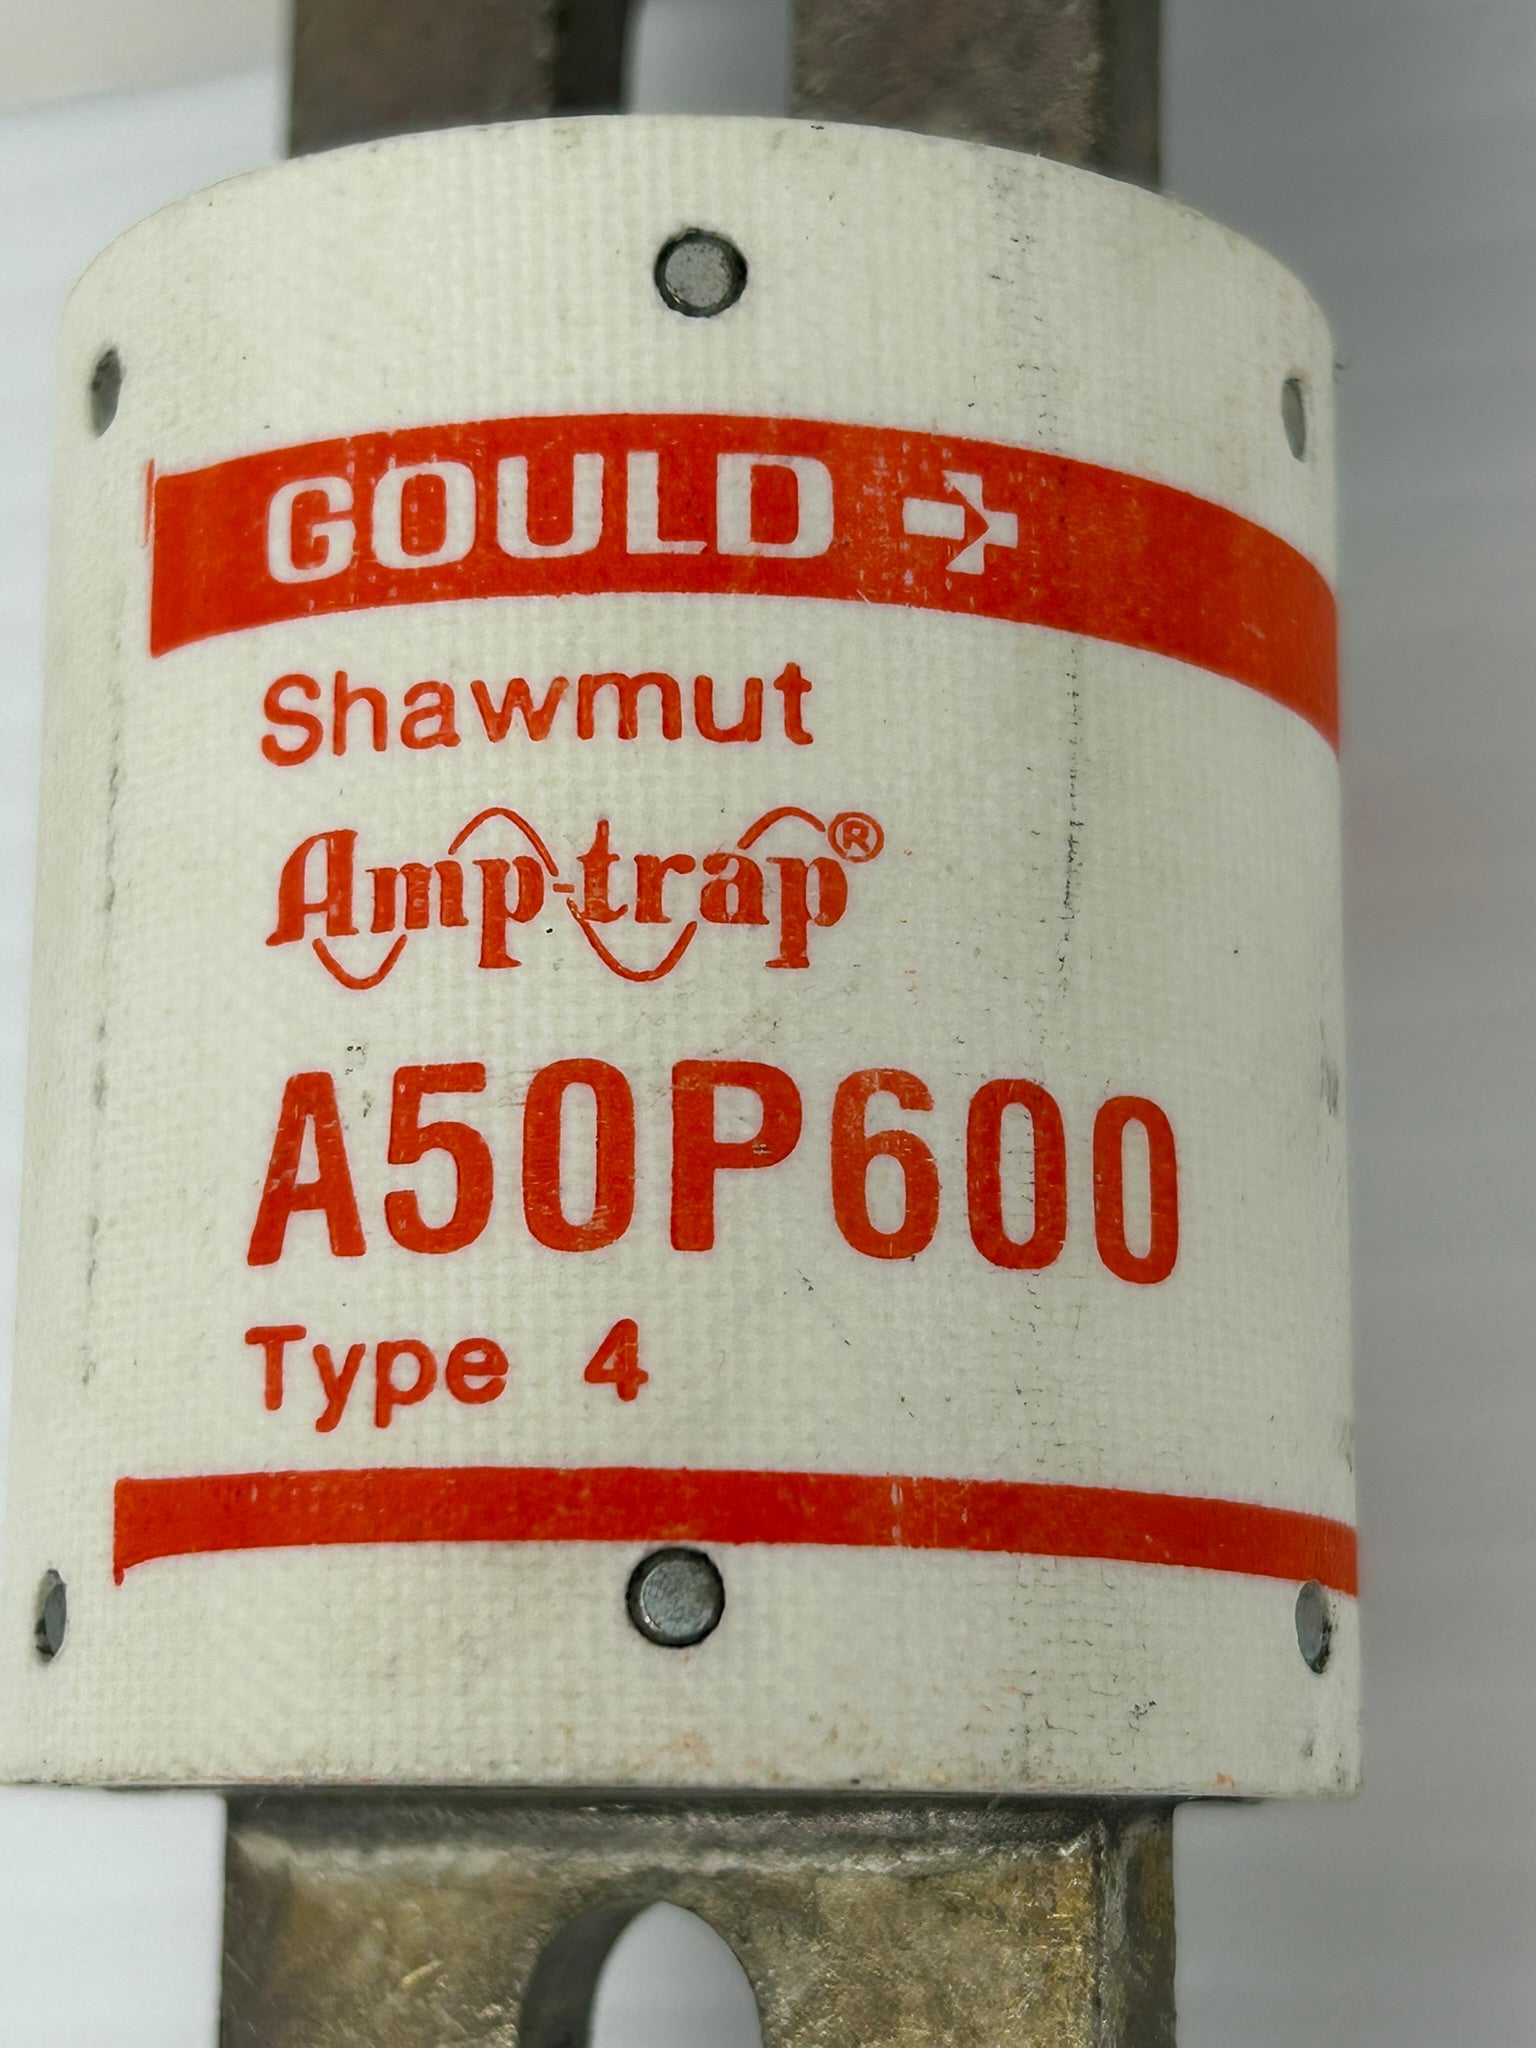 GOULD
Shawmut
Amp-trap®
A50P600
Type 4